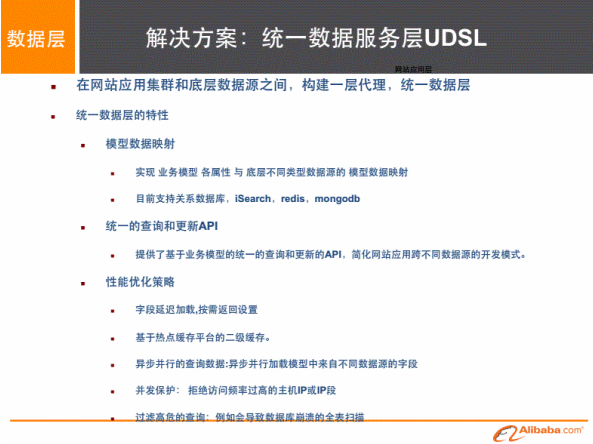 数据层
解决方案：统一数据服务层UDSL
网站应用层
在网站应用集群和底层数据源之间，构建一层代理，统一数据层
统一数据层的特性
模型数据映射
实现 业务模型 各属性 与 底层不同类型数据源的 模型数据映射
目前支持关系数据库，iSearch，redis，mongodb
统一的查询和更新API
提供了基于业务模型的统一的查询和更新的API，简化网站应用跨不同数据源的开发模式。
性能优化策略
字段延迟加载,按需返回设置
基于热点缓存平台的二级缓存。
异步并行的查询数据:异步并行加载模型中来自不同数据源的字段
并发保护： 拒绝访问频率过高的主机IP或IP段
过滤高危的查询：例如会导致数据库崩溃的全表扫描
Alibaba.com